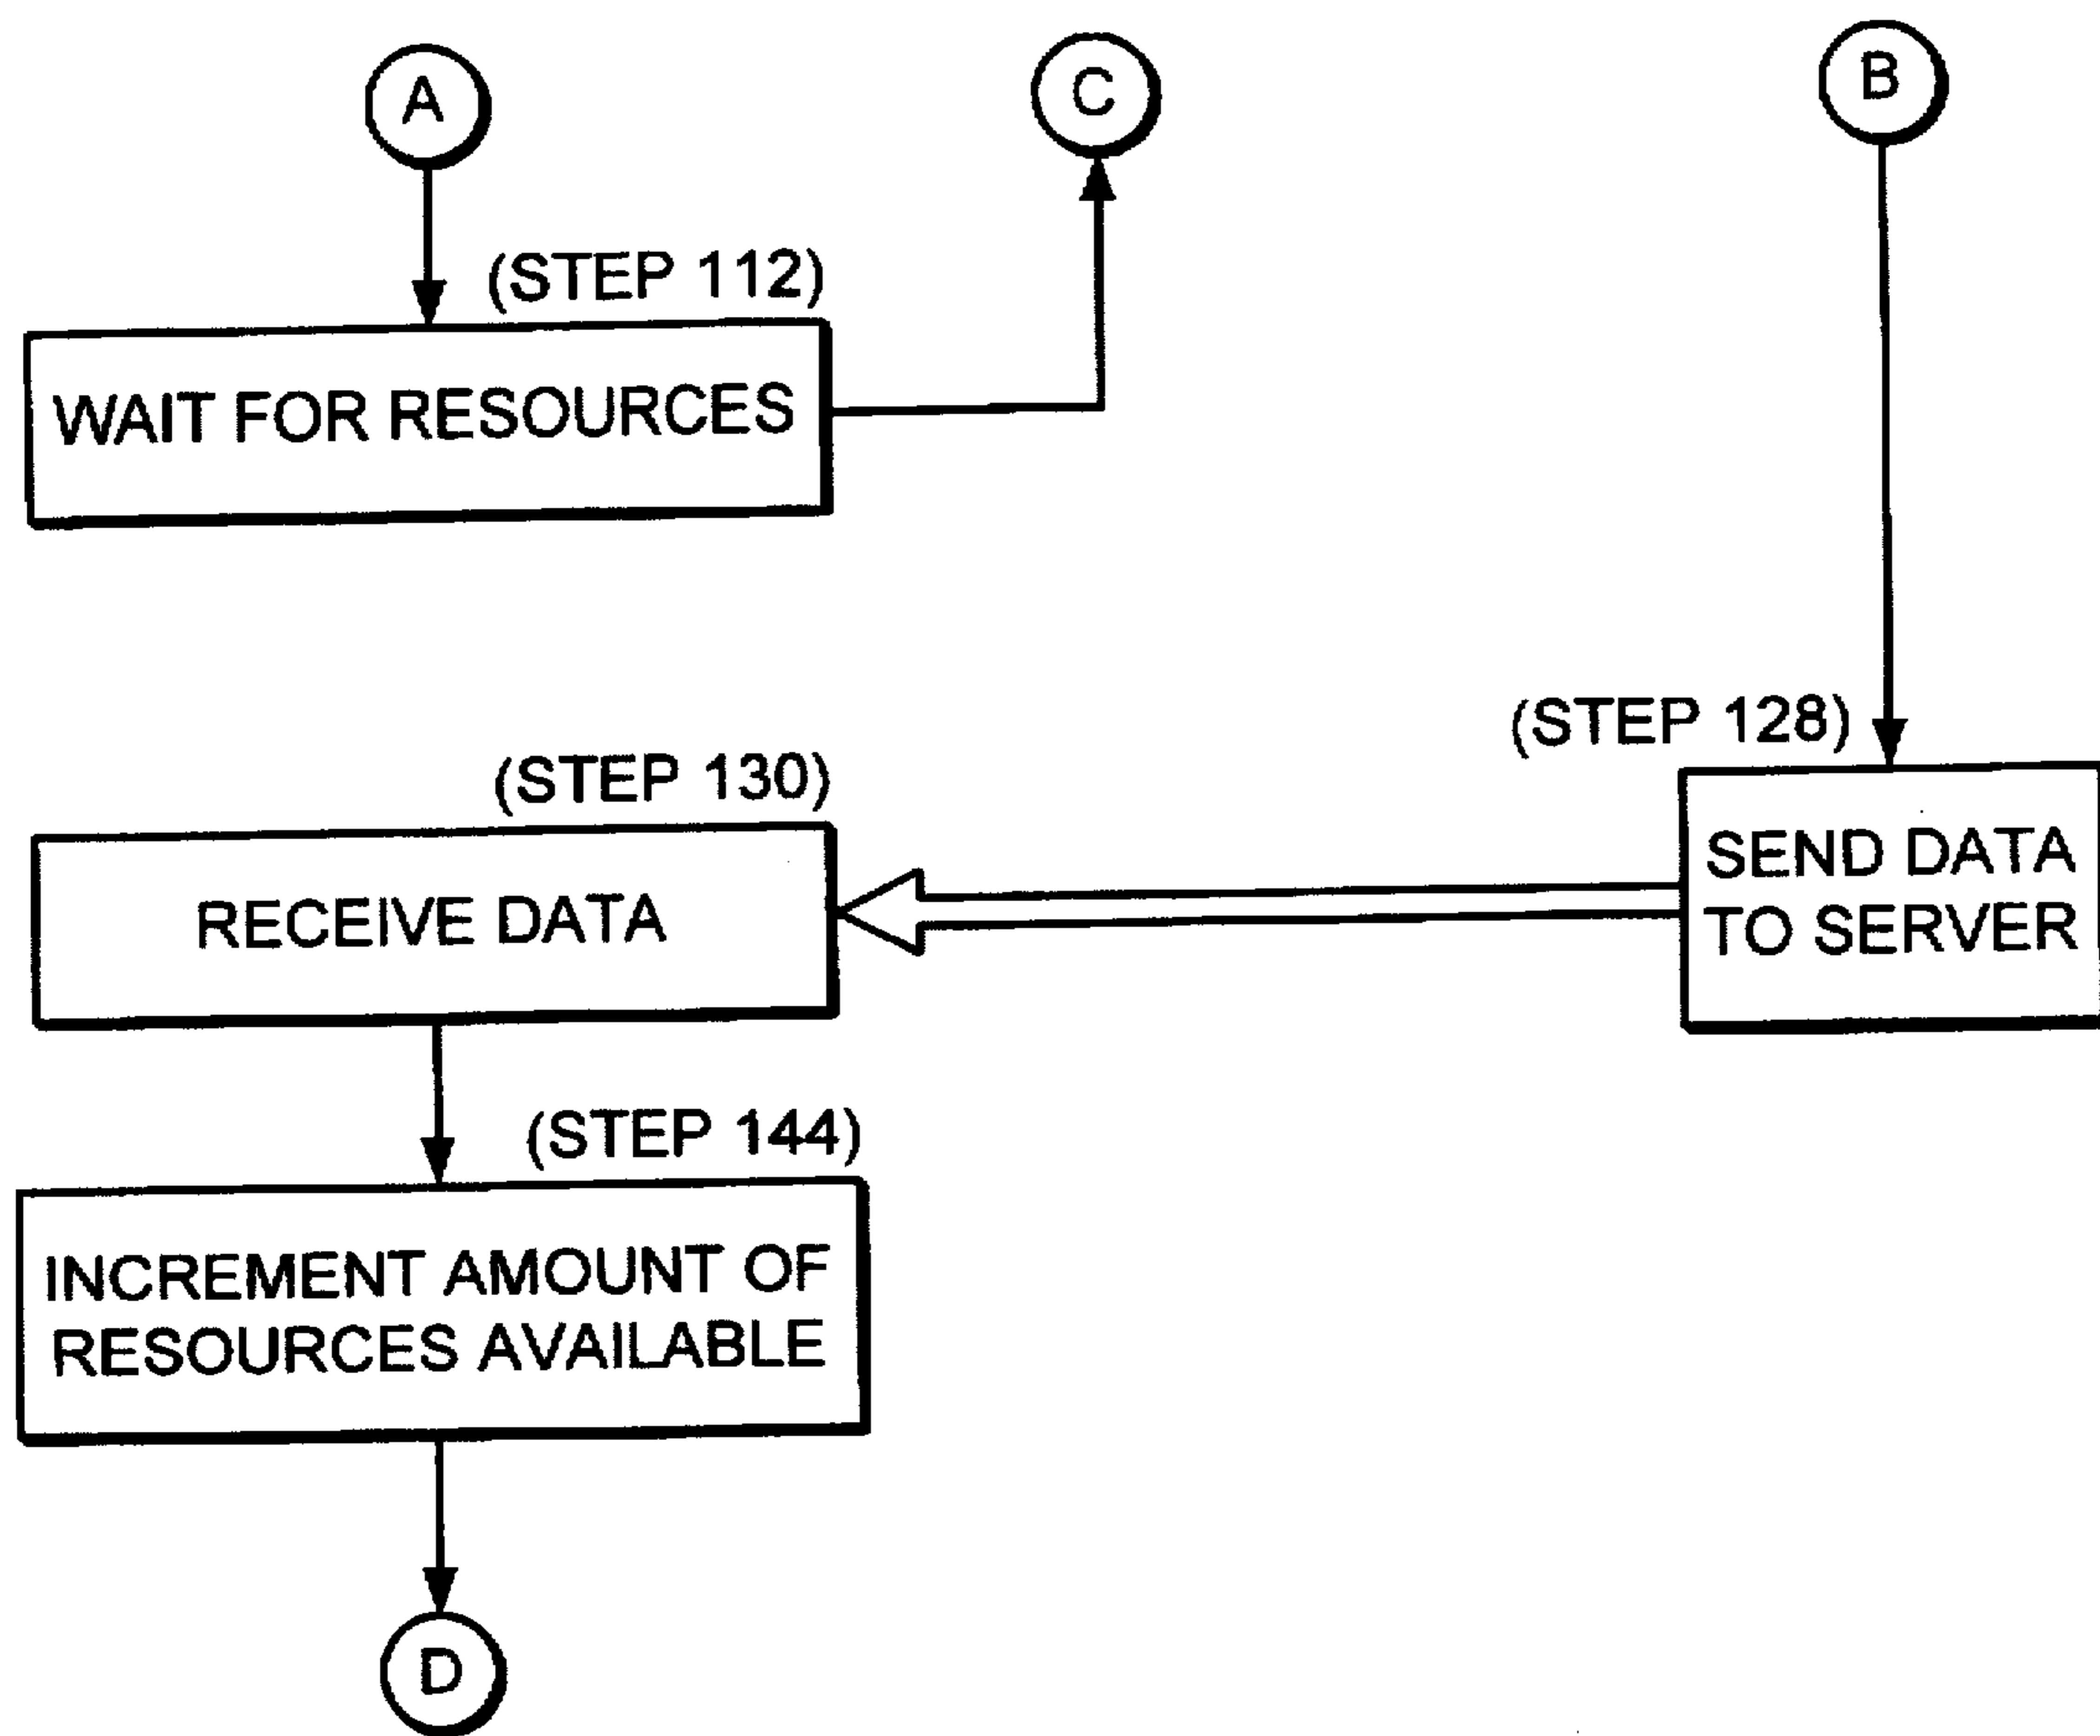 A
C
B
(STEP 112)
WAIT FOR RESOURCES
(STEP 128)
SEND DATA
TO SERVER
(STEP 130)
RECEIVE DATA
(STEP 144)
INCREMENT AMOUNT OF
RESOURCES AVAILABLE
D